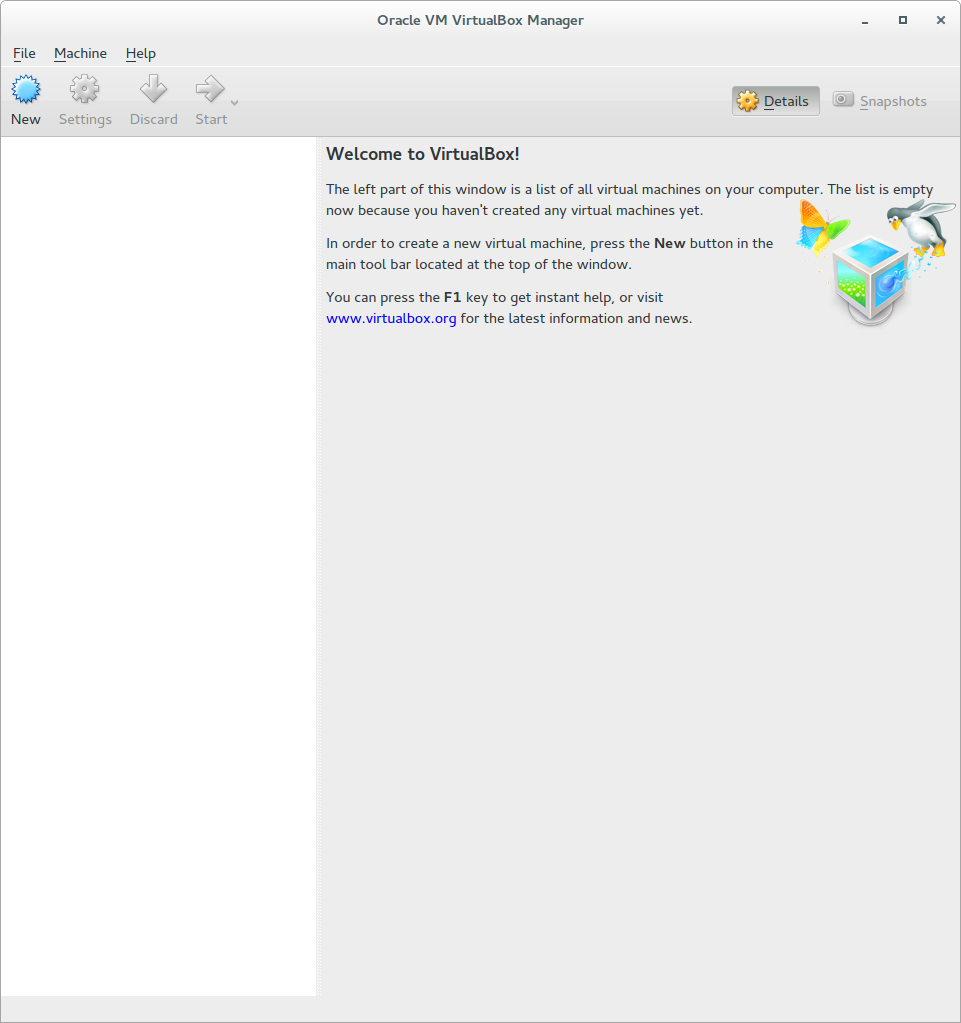 Oracle VM VirtualBox Manager
File Machine Help
New Settings Discard Start Details Snapshots
Welcome to VirtualBox!
The left part of this window is a list of all virtual machines on your computer. The list is empty
now because you haven't created any virtual machines yet.
In order to create a new virtual machine, press the New button in the
main tool bar located at the top of the window.
You can press the F1 key to get instant help, or visit
www.virtualbox.org for the latest information and news.